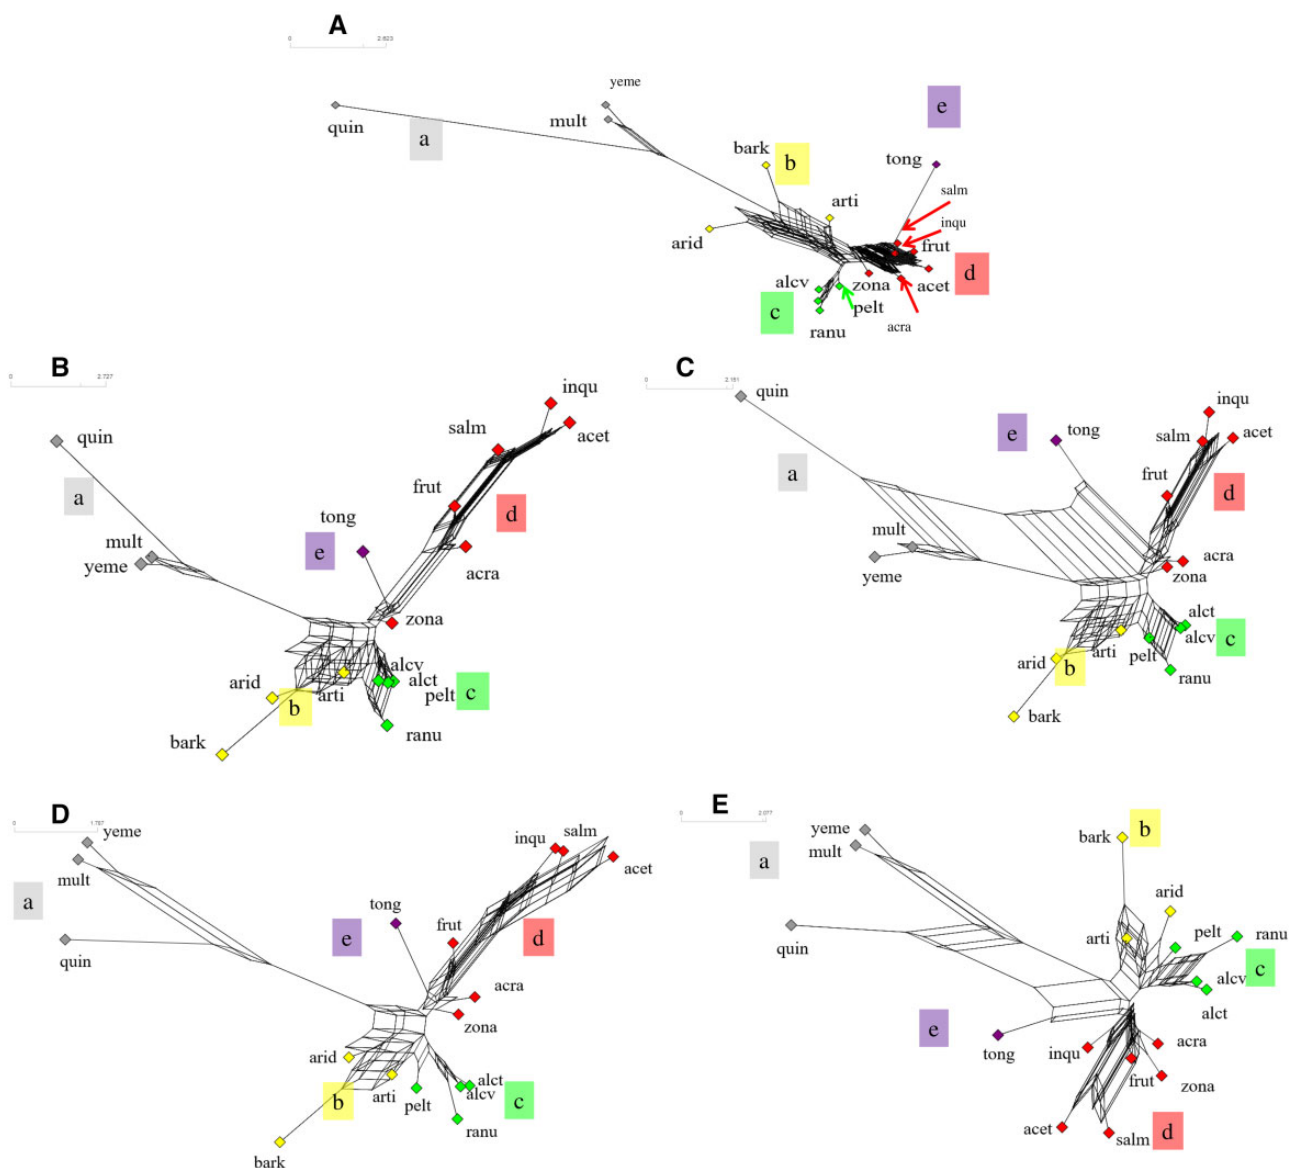 A
0 2.623
yeme
quin
a
mult
e
bark
b
tong
arti
salm
inqu
frut
arid
d
alcv
zona
acet
c
pelt
ranu
acra
B
0 2.727
inqu
quin
salm
acet
a
frut
d
tong
mult
e
yeme
acra
zona
alcv
arid
alct
arti
pelt
c
b
ranu
bark
C
0 2.191
quin
inqu
e
tong
salm
acet
a
frut
d
mult
acra
yeme
zona
alct
alcv
c
arti
pelt
arid
b
ranu
bark
D
0 1.787
yeme
inqu
salm
mult
acet
a
tong
frut
e
d
quin
acra
zona
arid
alct
alcv
c
b
arti
pelt
ranu
bark
E
0 2.077
yeme
bark
b
mult
a
arid
quin
arti
pelt
ranu
c
alcv
alct
e
tong
inqu
acra
frut
zona
acet
salm
d